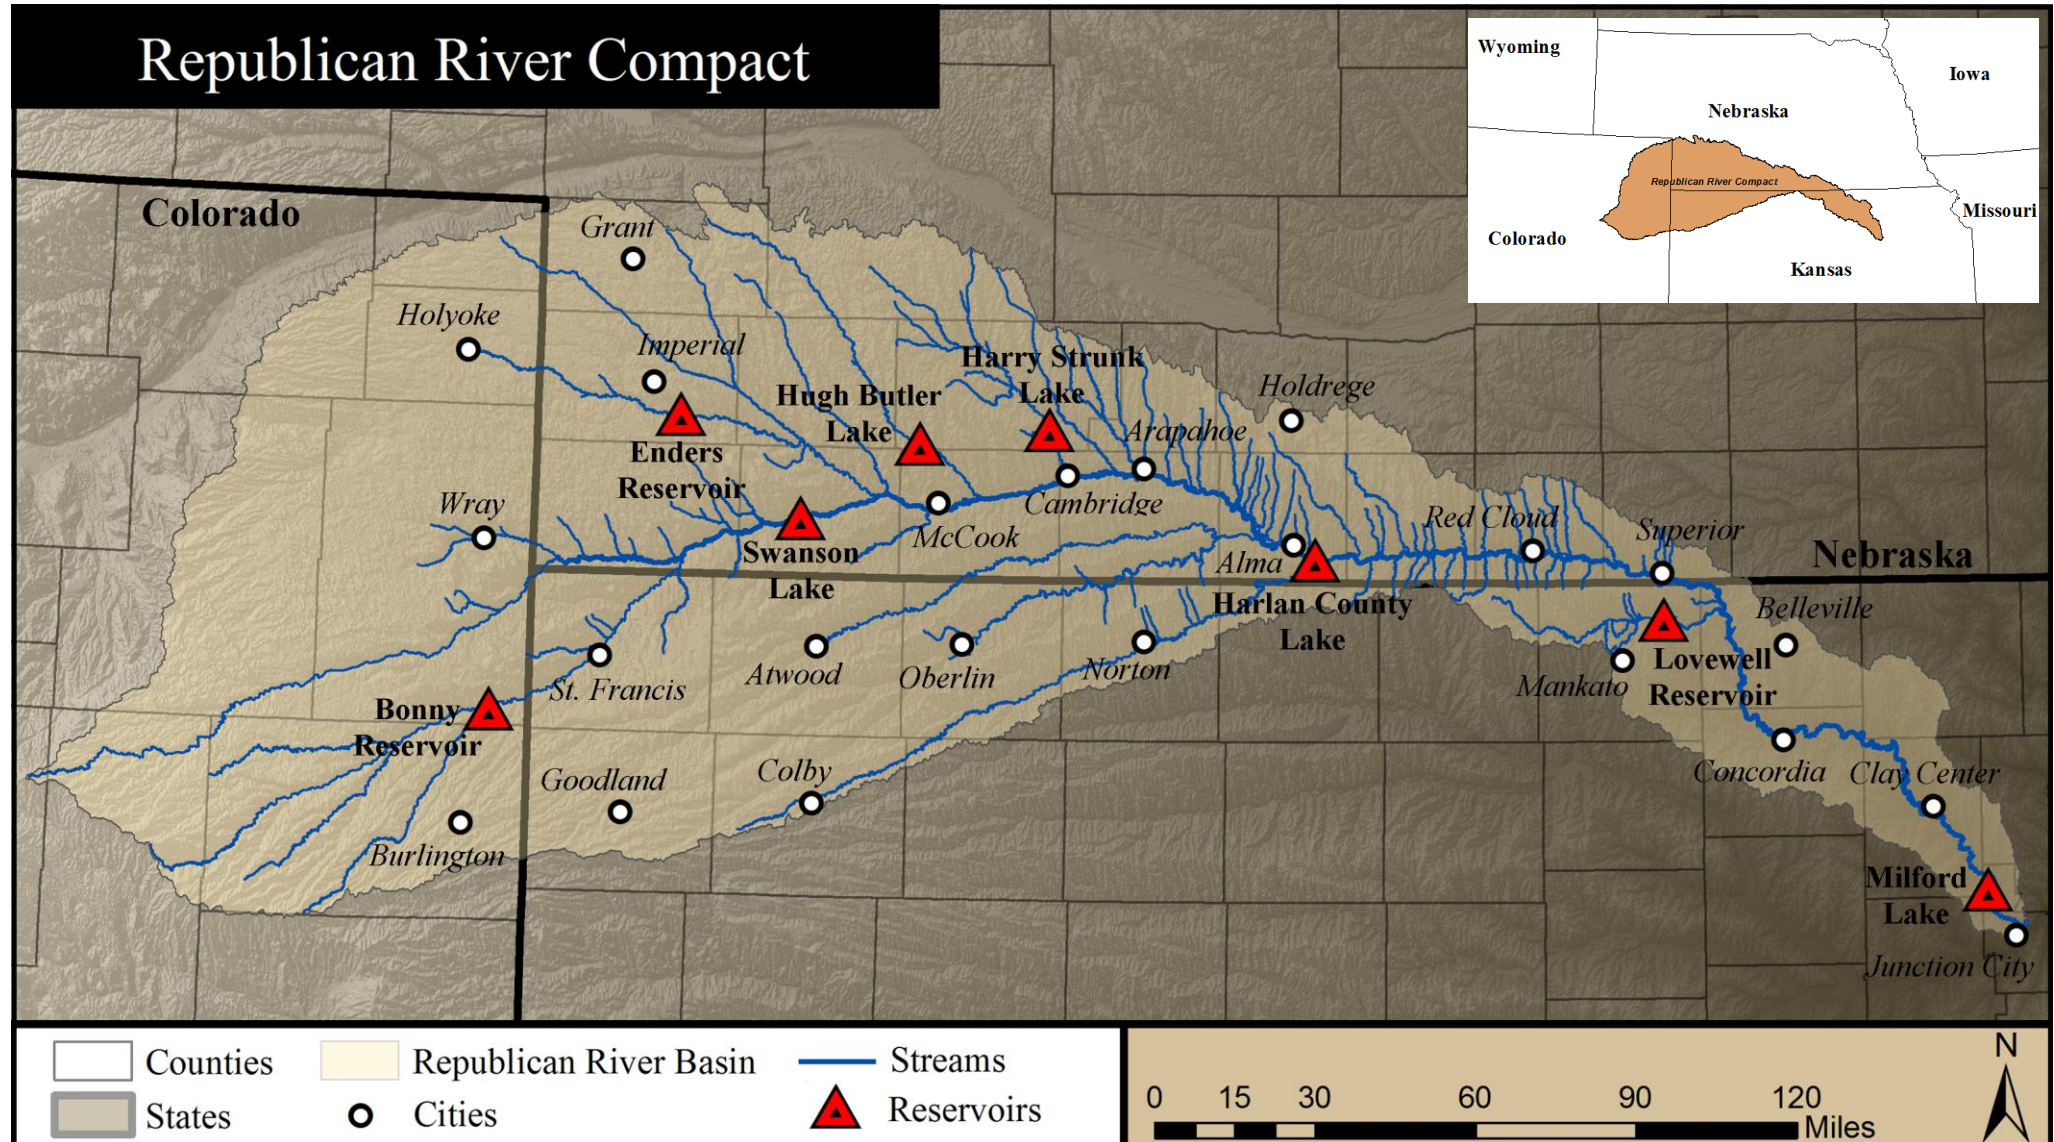 Republican River Compact
Wyoming
Iowa
Nebraska
Republican River Compact
Missouri
Colorado
Kansas
Colorado
Grant
Holyoke
Imperial
Harry Strunk
Lake
Hugh Butler
Lake
Holdrege
Arapahoe
Enders
Reservoir
Wray
Cambridge
McCook
Red Cloud
Superior
Swanson
Lake
Alma
Nebraska
Harlan County
Lake
Belleville
Atwood
Oberlin
Norton
Mankato
Lovewell
Reservoir
St. Francis
Bonny
Reservoir
Goodland
Colby
Concordia
Clay Center
Burlington
Milford
Lake
Junction City
Counties
Republican River Basin
Streams
States
Cities
Reservoirs
N
0 15 30 60 90 120
Miles